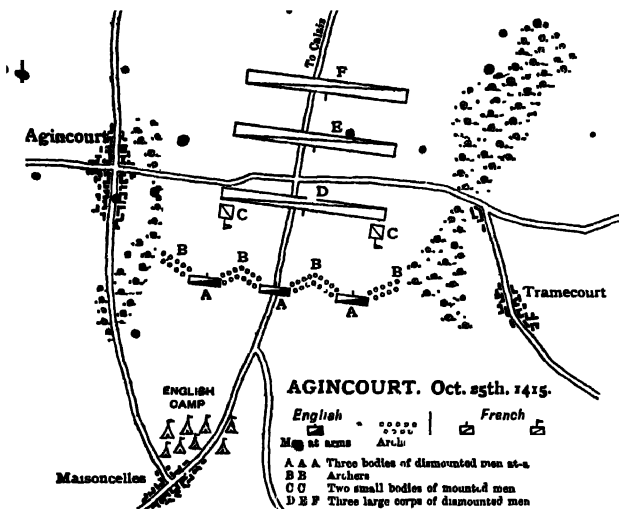 To Calais
F
E
Agincourt
D
C
C
B
B
B
B
A
A
A
Tramecourt
ENGLISH
CAMP
Maisoncelles
AGINCOURT. Oct. 25th. 1415.
English
French
at arms
A A A Three bodies of dismounted men
B B Archers
C C Two small bodies of mounted men
D E F Three large corps of dismounted men